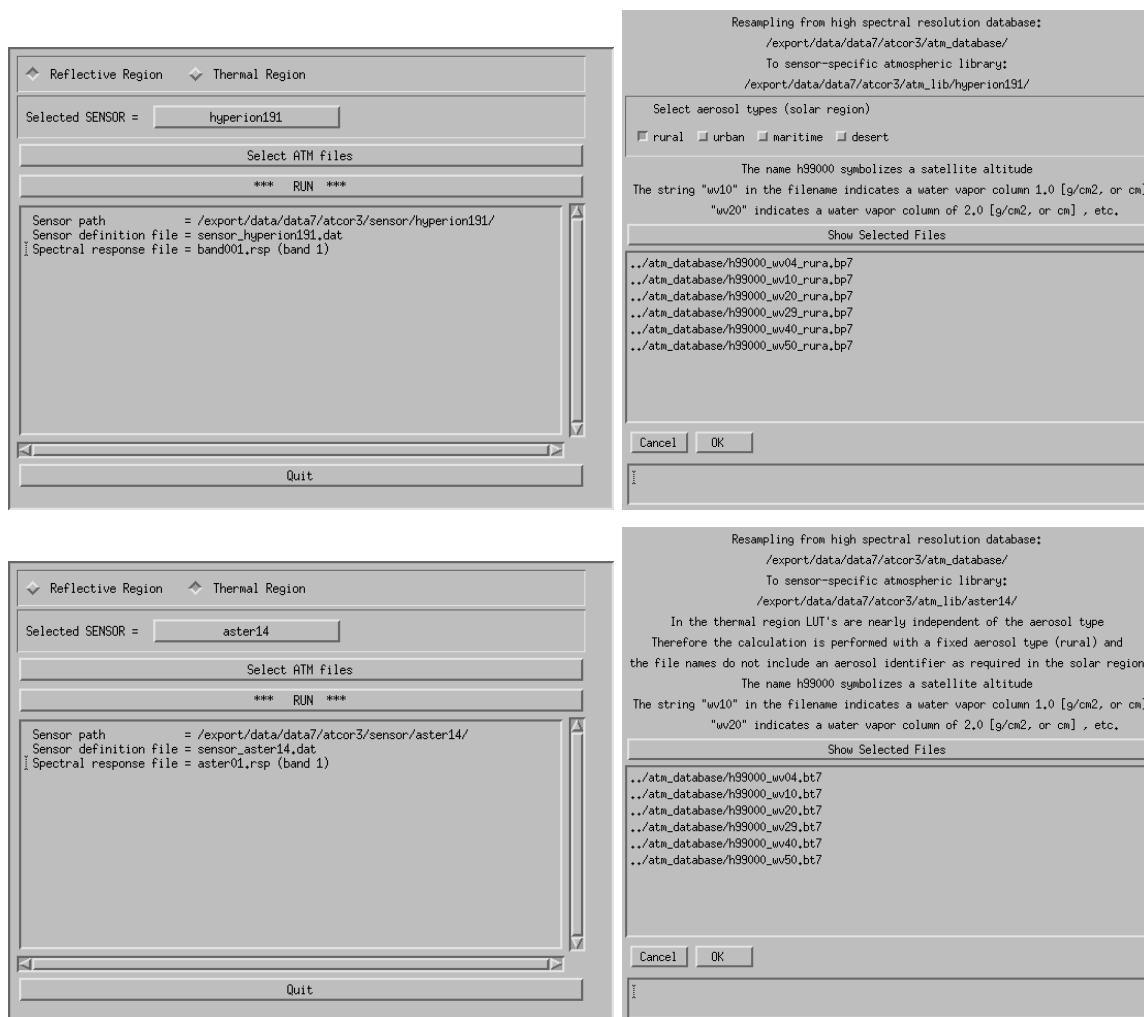 Reflective Region Thermal Region
Selected SENSOR = hyperion191
Select ATM files
*** RUN ***
Sensor path = /export/data/data7/atcor3/sensor/hyperion191/
Sensor definition file = sensor_hyperion191.dat
Spectral response file = band001.rsp (band 1)
Quit
Resampling from high spectral resolution database:
/export/data/data7/atcor3/atm_database/
To sensor-specific atmospheric library:
/export/data/data7/atcor3/atm_lib/hyperion191/
Select aerosol types (solar region)
rural urban maritime desert
The name h99000 symbolizes a satellite altitude
The string "wv10" in the filename indicates a water vapor column 1.0 [g/cm2, or cm]
"wv20" indicates a water vapor column of 2.0 [g/cm2, or cm] , etc.
Show Selected Files
../atm_database/h99000_wv04_rura.bp7
../atm_database/h99000_wv10_rura.bp7
../atm_database/h99000_wv20_rura.bp7
../atm_database/h99000_wv29_rura.bp7
../atm_database/h99000_wv40_rura.bp7
../atm_database/h99000_wv50_rura.bp7
Cancel OK
Reflective Region Thermal Region
Selected SENSOR = aster14
Select ATM files
*** RUN ***
Sensor path = /export/data/data7/atcor3/sensor/aster14/
Sensor definition file = sensor_aster14.dat
Spectral response file = aster01.rsp (band 1)
Quit
Resampling from high spectral resolution database:
/export/data/data7/atcor3/atm_database/
To sensor-specific atmospheric library:
/export/data/data7/atcor3/atm_lib/aster14/
In the thermal region LUT's are nearly independent of the aerosol type
Therefore the calculation is performed with a fixed aerosol type (rural) and
the file names do not include an aerosol identifier as required in the solar region
The name h99000 symbolizes a satellite altitude
The string "wv10" in the filename indicates a water vapor column 1.0 [g/cm2, or cm]
"wv20" indicates a water vapor column of 2.0 [g/cm2, or cm] , etc.
Show Selected Files
../atm_database/h99000_wv04.bt7
../atm_database/h99000_wv10.bt7
../atm_database/h99000_wv20.bt7
../atm_database/h99000_wv29.bt7
../atm_database/h99000_wv40.bt7
../atm_database/h99000_wv50.bt7
Cancel OK